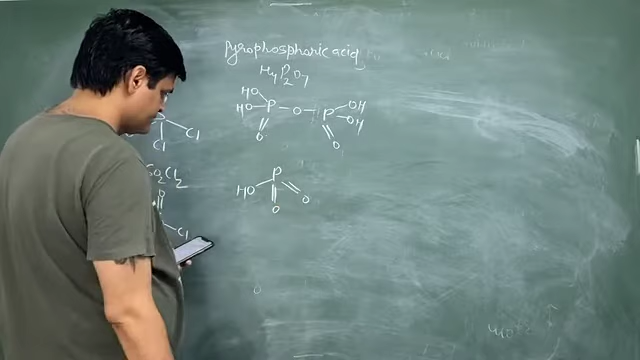 Pyrophosphoric acid
H4P2O7
HO
HO-P-O-P-OH
OH
O
O
Cl
Cl
SO2Cl2
O
Cl
P
HO
O
O